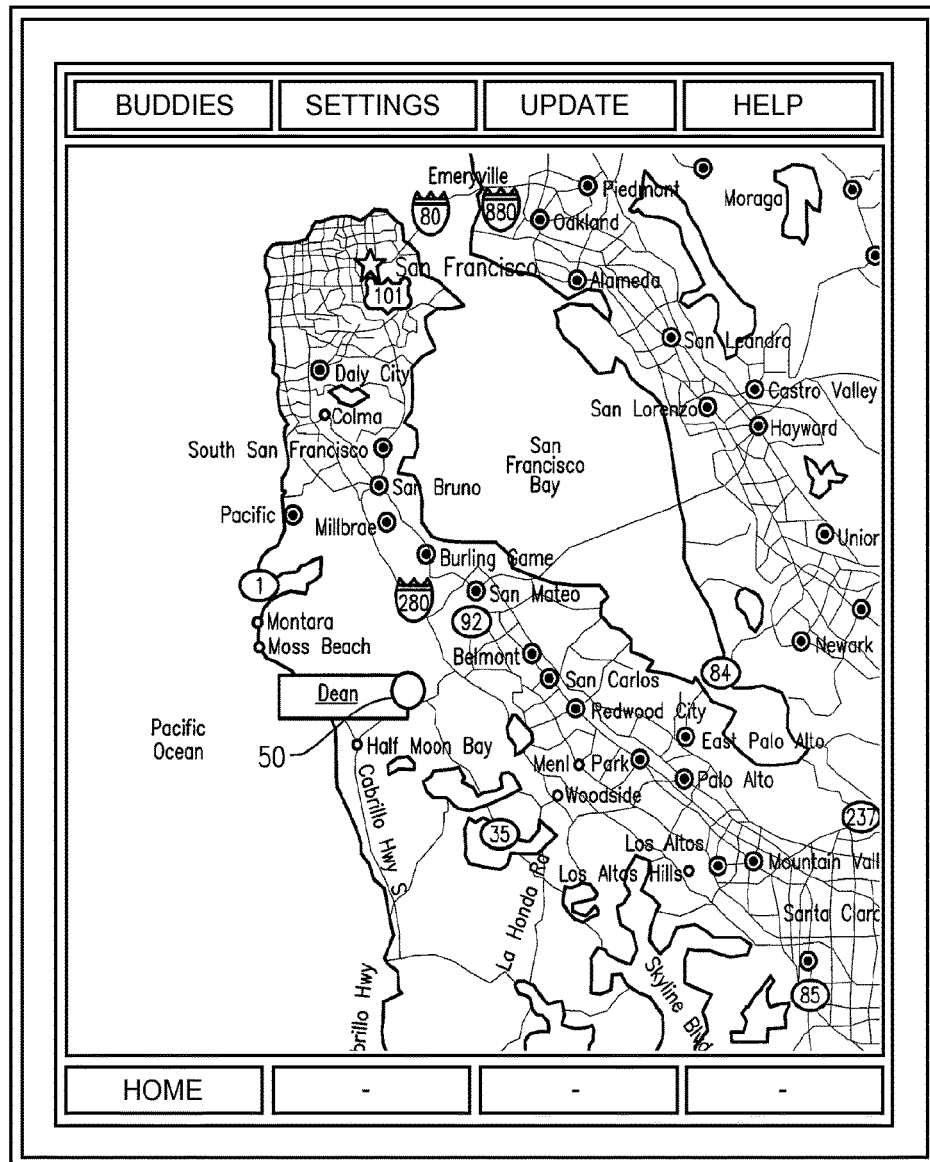 BUDDIES
SETTINGS
UPDATE
HELP
Emeryville
80
880
Piedmont
Moraga
Oakland
San Francisco
101
Alameda
San Leandro
Daly City
Castro Valley
Colma
San Lorenzo
Hayward
South San Francisco
San
Francisco
Bay
San Bruno
Pacific
Millbrae
Union
Burling Game
1
280
San Mateo
92
Montara
Moss Beach
Newark
Belmont
84
San Carlos
Dean
Redwood City
Pacific
Ocean
50
Half Moon Bay
East Palo Alto
Menl Park
Palo Alto
Woodside
Cabrillo Hwy S
237
35
Los Altos
La Honda Rd
Los Altos Hills
Mountain Vall
Santa Clar
Skyline Blvd
85
brillo Hwy
HOME
-
-
-